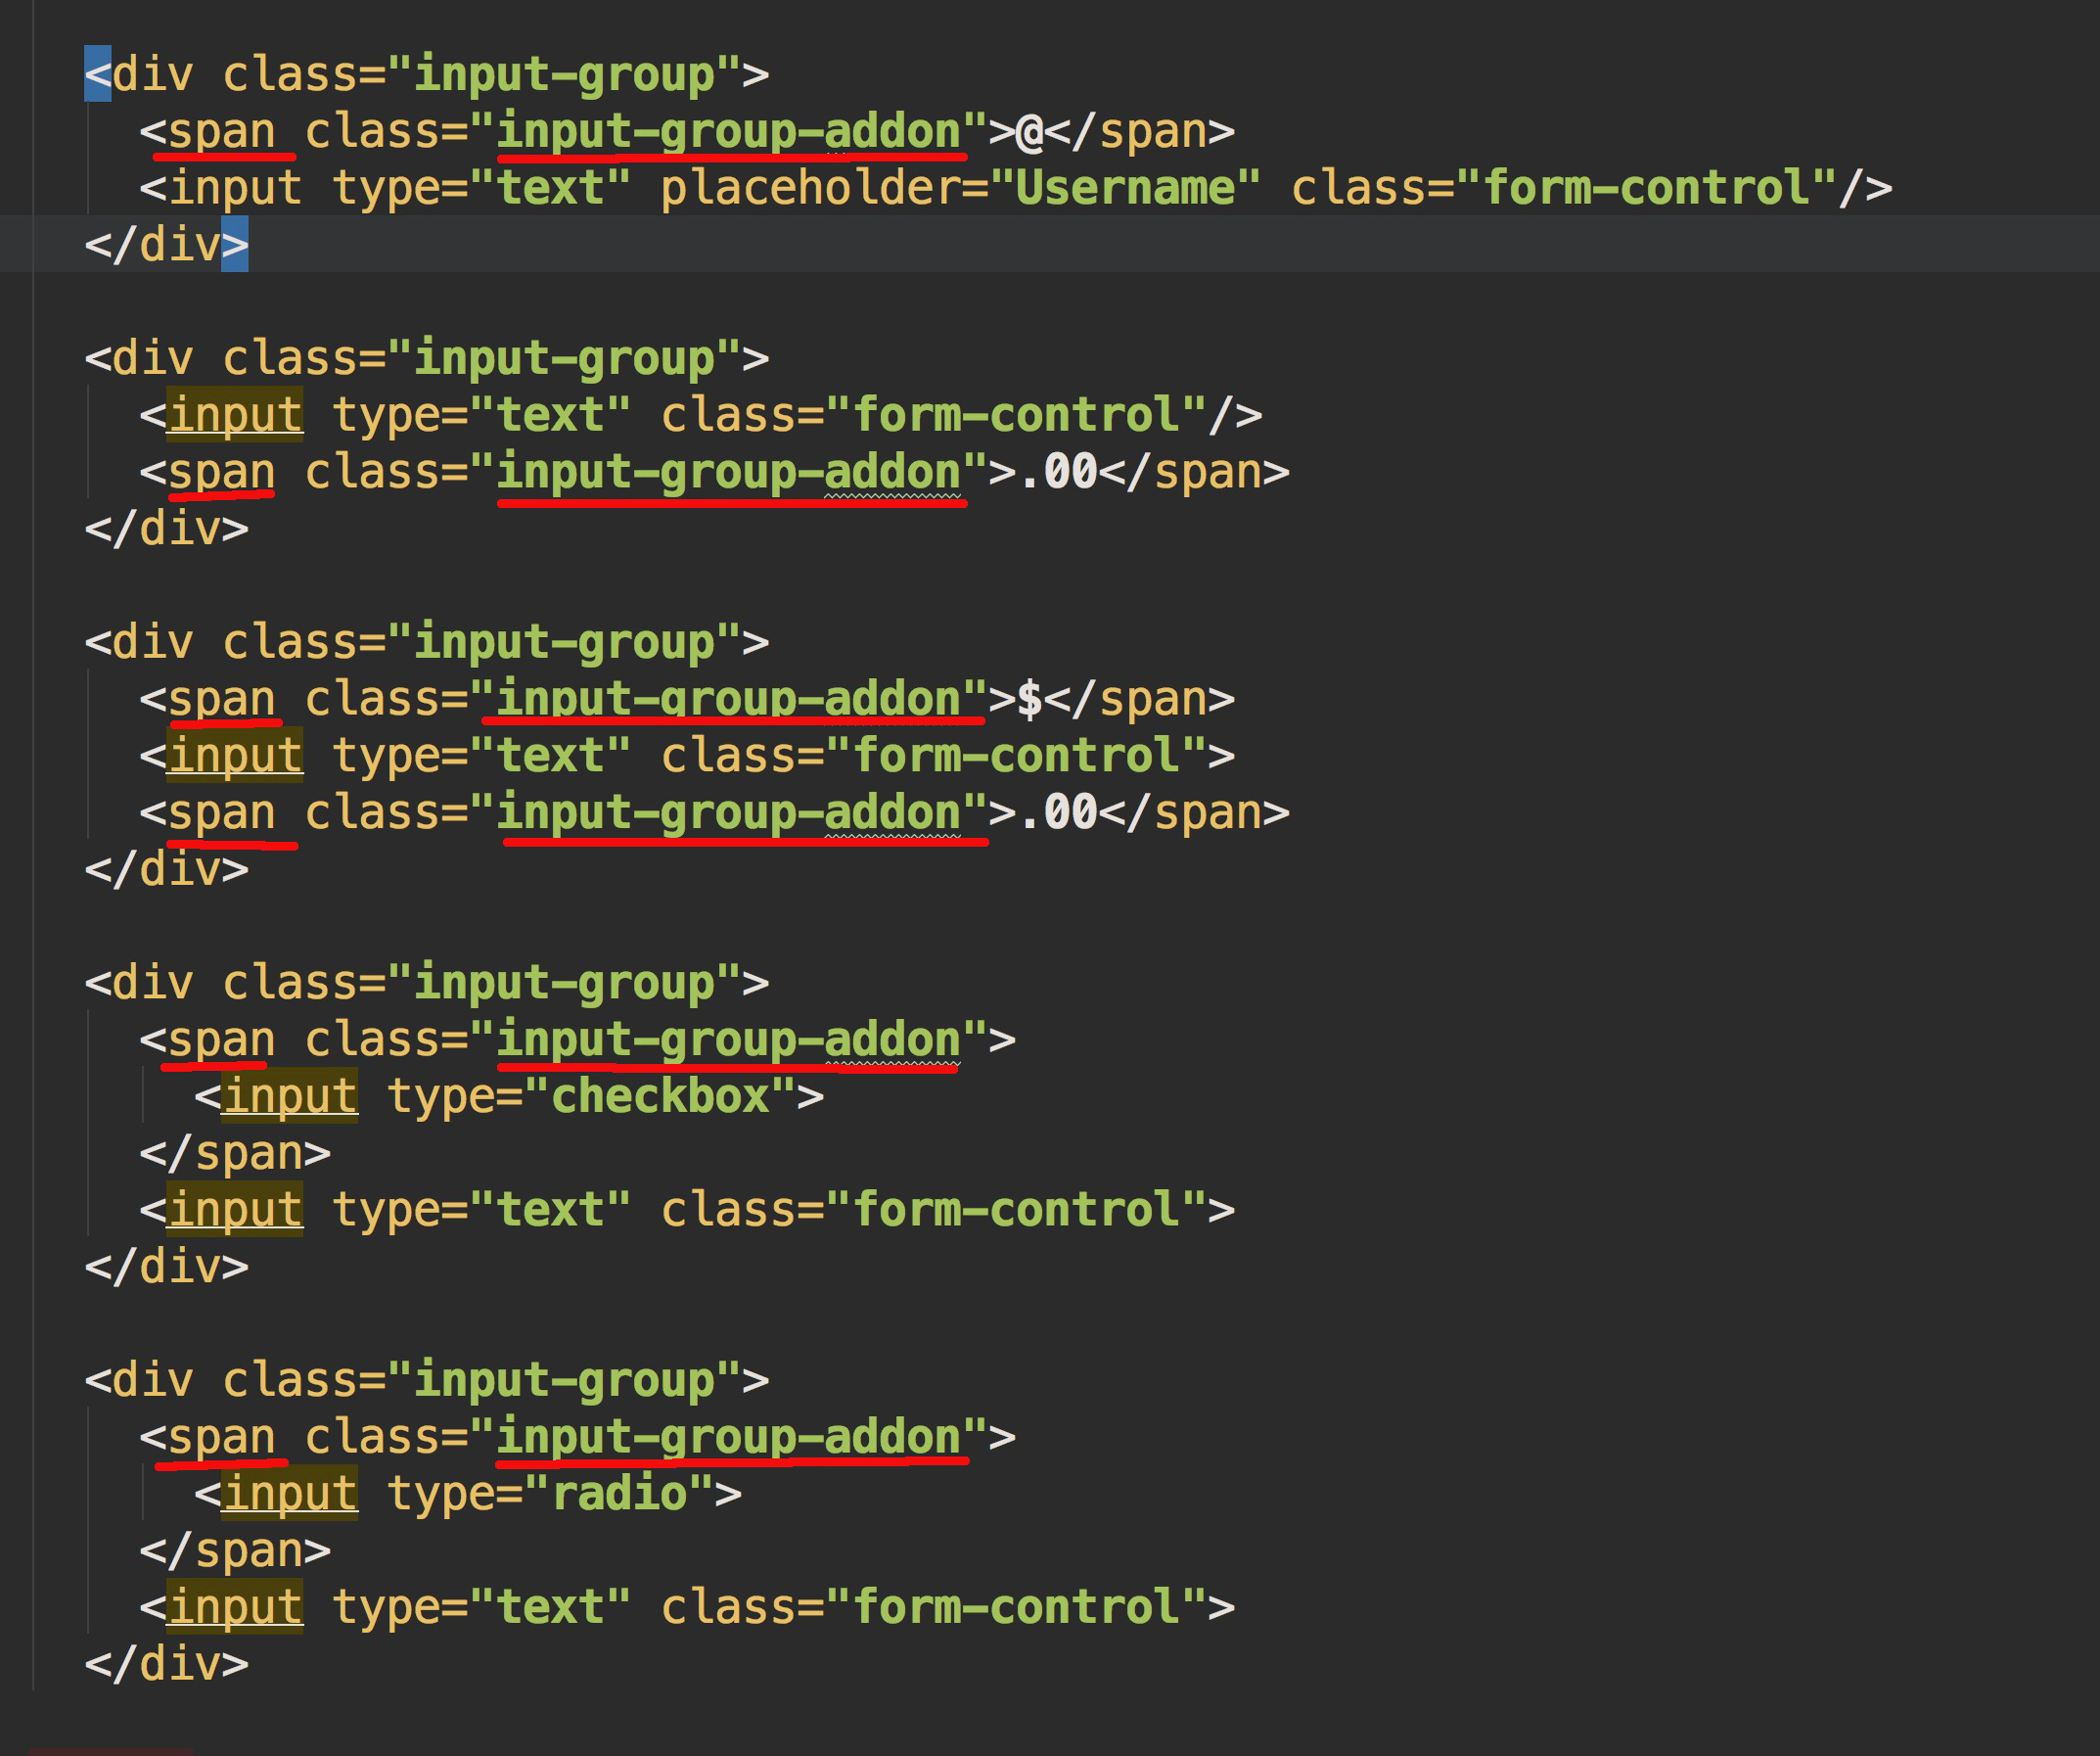 <div class="input-group">
  <span class="input-group-addon">@</span>
  <input type="text" placeholder="Username" class="form-control"/>
</div>
<div class="input-group">
  <input type="text" class="form-control"/>
  <span class="input-group-addon">.00</span>
</div>
<div class="input-group">
  <span class="input-group-addon">$</span>
  <input type="text" class="form-control">
  <span class="input-group-addon">.00</span>
</div>
<div class="input-group">
  <span class="input-group-addon">
    <input type="checkbox">
  </span>
  <input type="text" class="form-control">
</div>
<div class="input-group">
  <span class="input-group-addon">
    <input type="radio">
  </span>
  <input type="text" class="form-control">
</div>